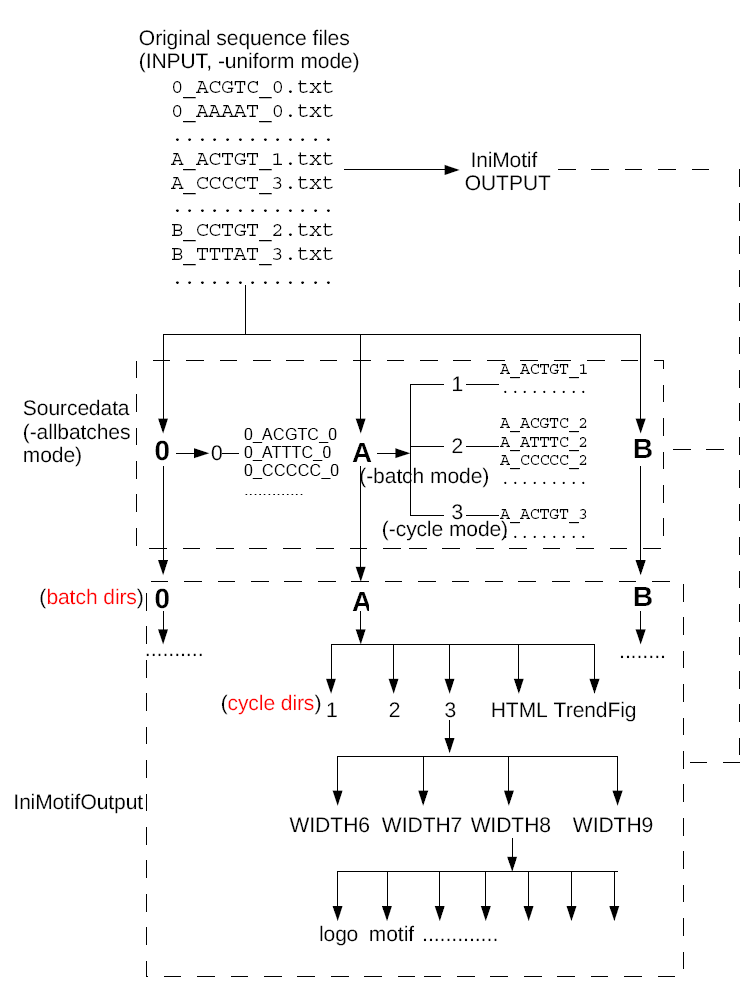 Original sequence files
(INPUT, -uniform mode)
0_ACGTC_0.txt
0_AAAAT_0.txt
.............
A_ACTGT_1.txt
A_CCCCT_3.txt
.............
B_CCTGT_2.txt
B_TTTAT_3.txt
.............
IniMotif
OUTPUT
Sourcedata
(-allbatches
mode)
0
0
0_ACGTC_0
0_ATTTC_0
0_CCCCC_0
.............
A
(-batch mode)
1
A_ACTGT_1
.........
2
A_ACGTC_2
A_ATTTC_2
A_CCCCC_2
.........
3
(-cycle mode)
A_ACTGT_3
.........
B
(batch dirs)
0
A
B
..........
........
(cycle dirs)
1
2
3
HTML
TrendFig
IniMotifOutput
WIDTH6
WIDTH7
WIDTH8
WIDTH9
logo
motif
.............